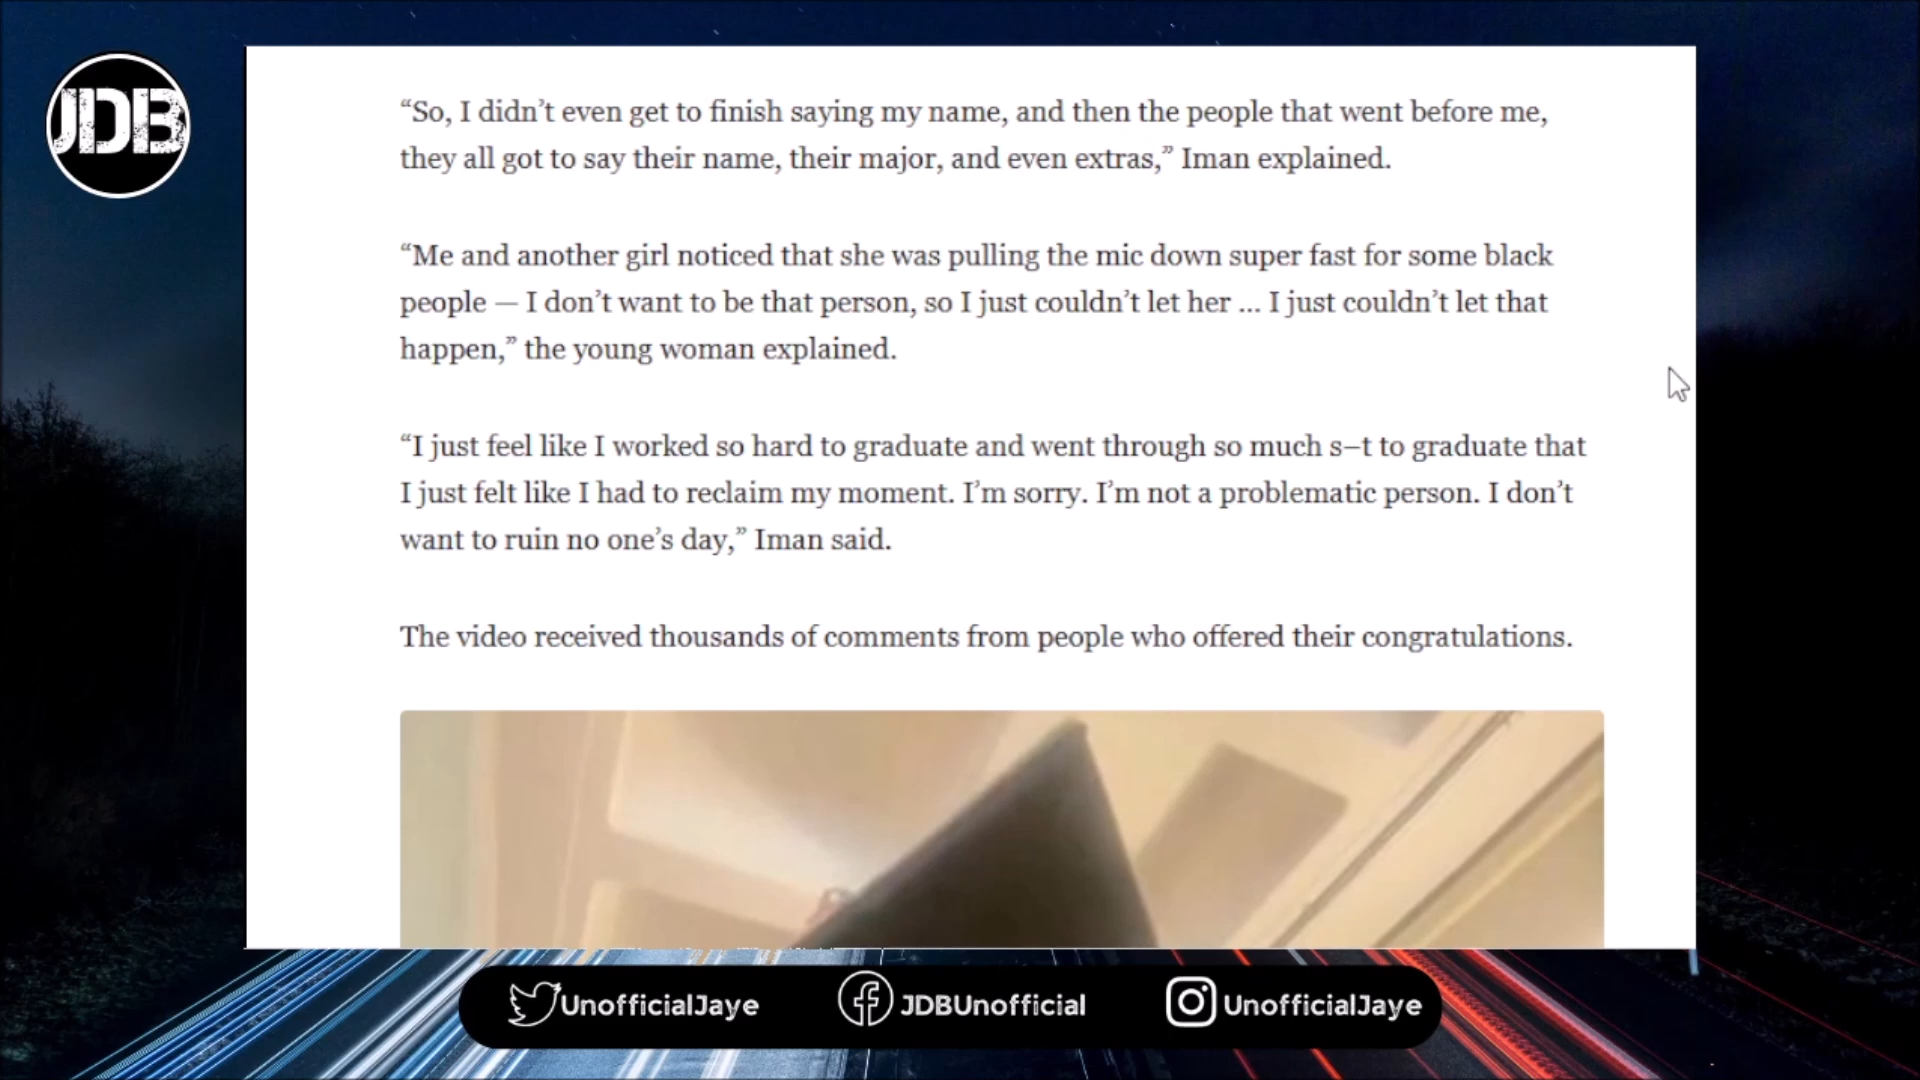 JDB
“So, I didn’t even get to finish saying my name, and then the people that went before me,
they all got to say their name, their major, and even extras,” Iman explained.
“Me and another girl noticed that she was pulling the mic down super fast for some black
people — I don’t want to be that person, so I just couldn’t let her ... I just couldn’t let that
happen,” the young woman explained.
“I just feel like I worked so hard to graduate and went through so much s–t to graduate that
I just felt like I had to reclaim my moment. I’m sorry. I’m not a problematic person. I don’t
want to ruin no one’s day,” Iman said.
The video received thousands of comments from people who offered their congratulations.
UnofficialJaye
JDBUnofficial
UnofficialJaye